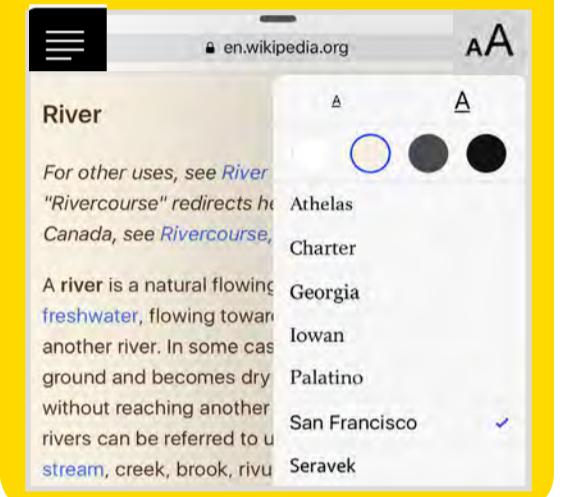 en.wikipedia.org
AA
A A
River
For other uses, see River
"Rivercourse" redirects he
Canada, see Rivercourse,
A river is a natural flowing
freshwater, flowing towar
another river. In some cas
ground and becomes dry
without reaching another
rivers can be referred to u
stream, creek, brook, rivu
Athelas
Charter
Georgia
Iowan
Palatino
San Francisco
Seravek